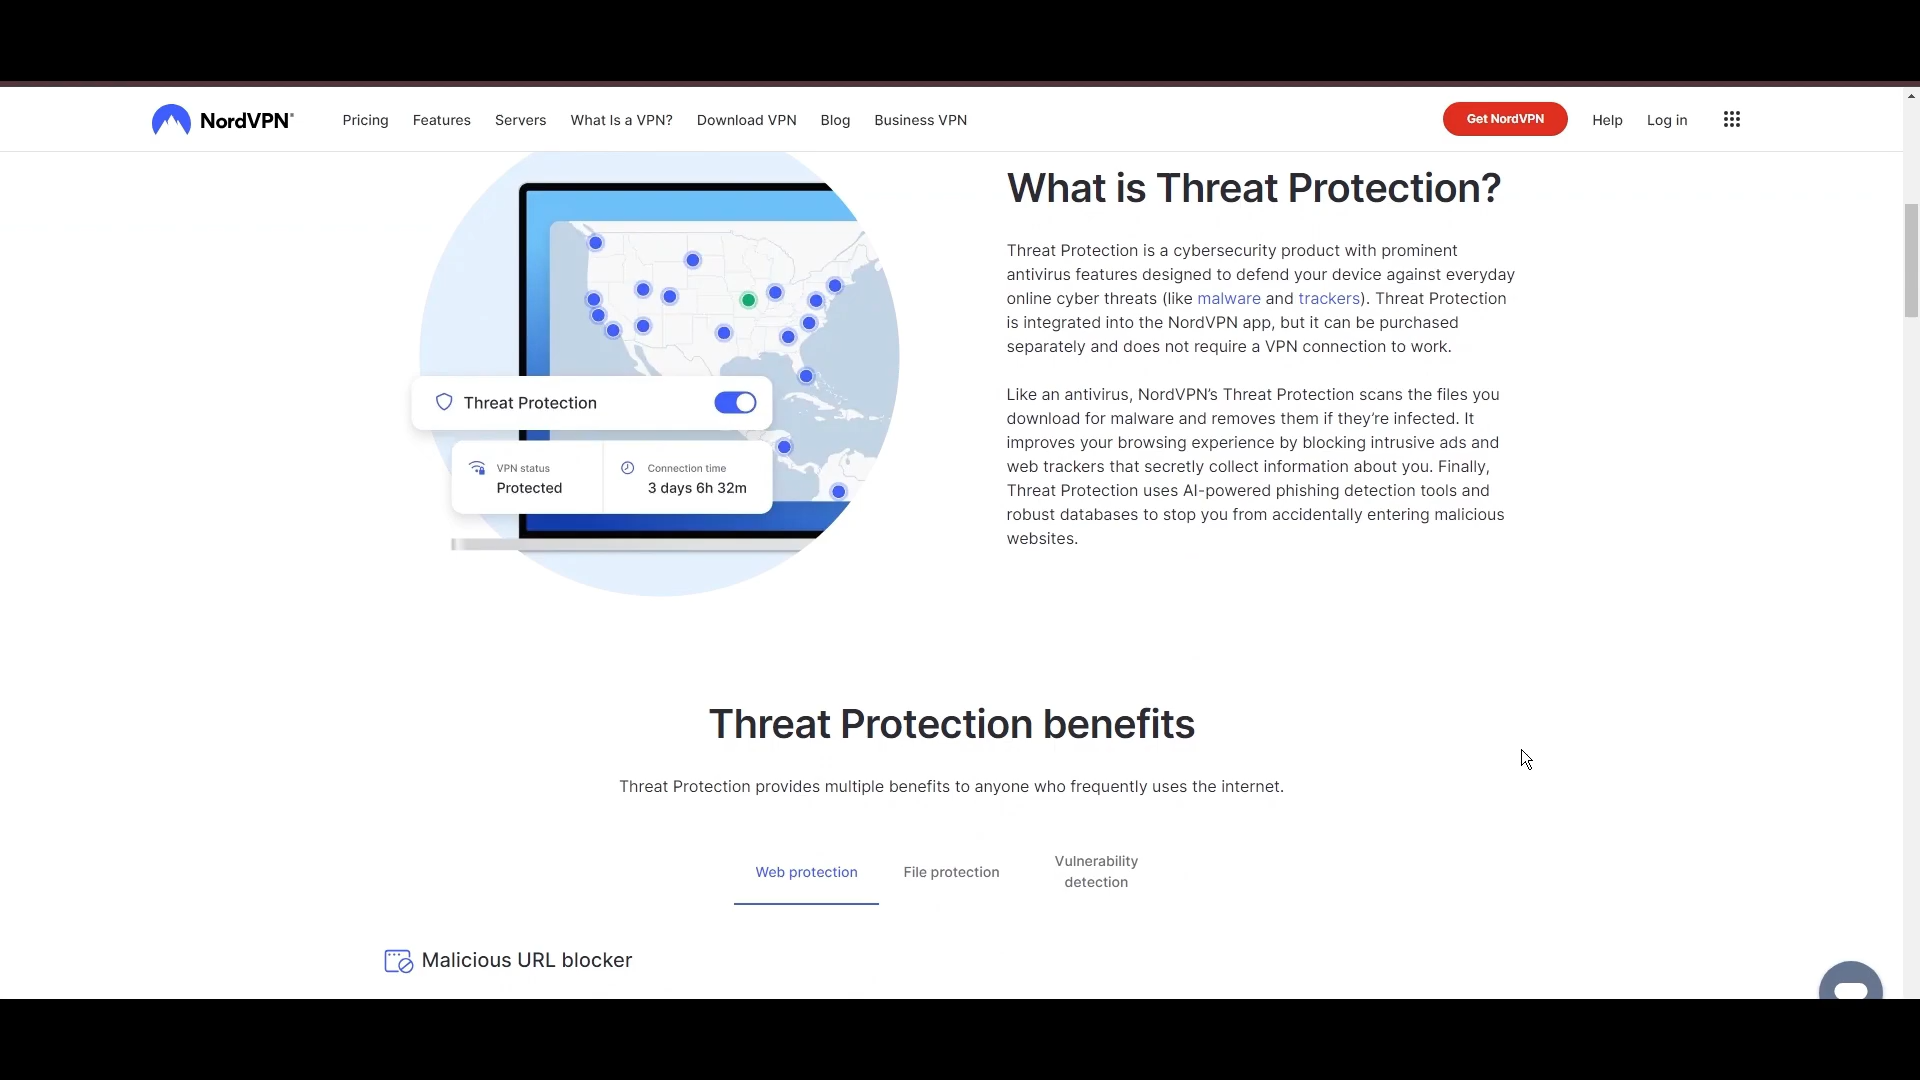 NordVPN®
Pricing
Features
Servers
What Is a VPN?
Download VPN
Blog
Business VPN
Get NordVPN
Help
Log in
Threat Protection
VPN status
Protected
Connection time
3 days 6h 32m
What is Threat Protection?
Threat Protection is a cybersecurity product with prominent
antivirus features designed to defend your device against everyday
online cyber threats (like malware and trackers). Threat Protection
is integrated into the NordVPN app, but it can be purchased
separately and does not require a VPN connection to work.
Like an antivirus, NordVPN’s Threat Protection scans the files you
download for malware and removes them if they’re infected. It
improves your browsing experience by blocking intrusive ads and
web trackers that secretly collect information about you. Finally,
Threat Protection uses AI-powered phishing detection tools and
robust databases to stop you from accidentally entering malicious
websites.
Threat Protection benefits
Threat Protection provides multiple benefits to anyone who frequently uses the internet.
Web protection
File protection
Vulnerability
detection
Malicious URL blocker